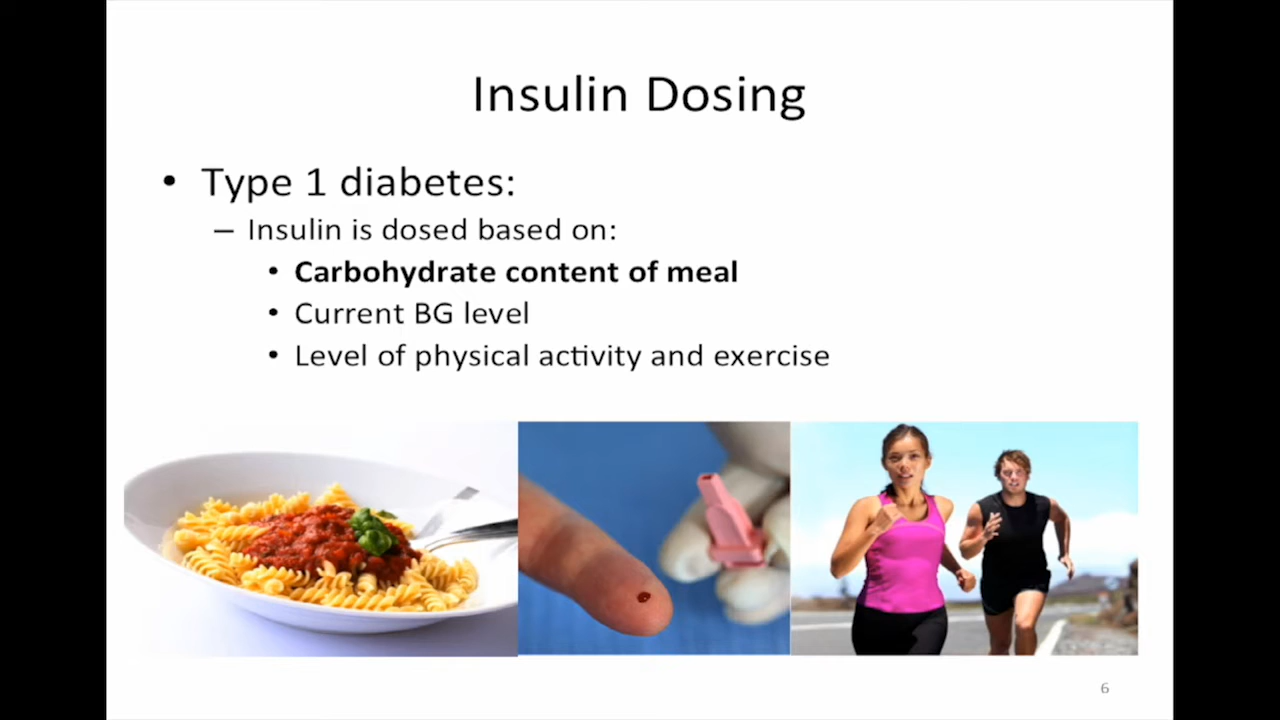 Insulin Dosing
• Type 1 diabetes:
– Insulin is dosed based on:
• Carbohydrate content of meal
• Current BG level
• Level of physical activity and exercise
6